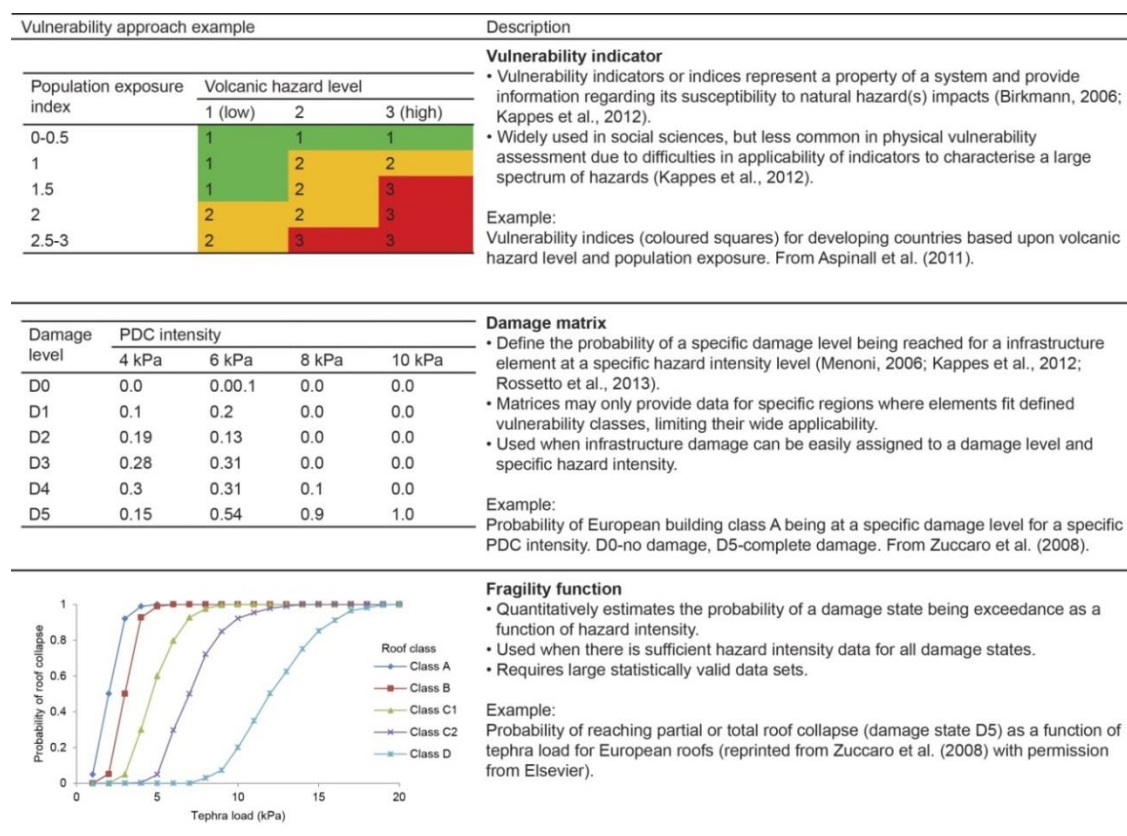 Vulnerability approach example Description
Population exposure index Volcanic hazard level
1 (low) 2 3 (high)
0-0.5 1 1 1
1 1 2 2
1.5 1 2 3
2 2 2 3
2.5-3 2 3 3
Vulnerability indicator
• Vulnerability indicators or indices represent a property of a system and provide
information regarding its susceptibility to natural hazard(s) impacts (Birkmann, 2006;
Kappes et al., 2012).
• Widely used in social sciences, but less common in physical vulnerability
assessment due to difficulties in applicability of indicators to characterise a large
spectrum of hazards (Kappes et al., 2012).
Example:
Vulnerability indices (coloured squares) for developing countries based upon volcanic
hazard level and population exposure. From Aspinall et al. (2011).
Damage level PDC intensity
4 kPa 6 kPa 8 kPa 10 kPa
D0 0.0 0.00.1 0.0 0.0
D1 0.1 0.2 0.0 0.0
D2 0.19 0.13 0.0 0.0
D3 0.28 0.31 0.0 0.0
D4 0.3 0.31 0.1 0.0
D5 0.15 0.54 0.9 1.0
Damage matrix
• Define the probability of a specific damage level being reached for a infrastructure
element at a specific hazard intensity level (Menoni, 2006; Kappes et al., 2012;
Rossetto et al., 2013).
• Matrices may only provide data for specific regions where elements fit defined
vulnerability classes, limiting their wide applicability.
• Used when infrastructure damage can be easily assigned to a damage level and
specific hazard intensity.
Example:
Probability of European building class A being at a specific damage level for a specific
PDC intensity. D0-no damage, D5-complete damage. From Zuccaro et al. (2008).
Probability of roof collapse
1
0.8
0.6
0.4
0.2
0
0 5 10 15 20
Tephra load (kPa)
Roof class
Class A
Class B
Class C1
Class C2
Class D
Fragility function
• Quantitatively estimates the probability of a damage state being exceedance as a
function of hazard intensity.
• Used when there is sufficient hazard intensity data for all damage states.
• Requires large statistically valid data sets.
Example:
Probability of reaching partial or total roof collapse (damage state D5) as a function of
tephra load for European roofs (reprinted from Zuccaro et al. (2008) with permission
from Elsevier).